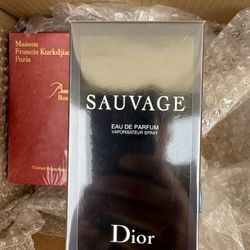 Maison
Francis Kurkdjian
Paris
SAUVAGE
EAU DE PARFUM
VAPORISATEUR SPRAY
Dior